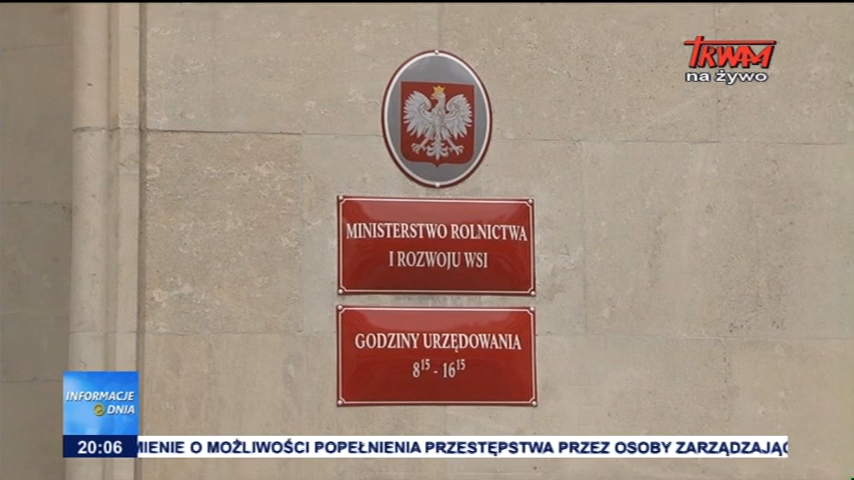 TRWAM
na żywo
MINISTERSTWO ROLNICTWA
I ROZWOJU WSI
GODZINY URZĘDOWANIA
8¹⁵ - 16¹⁵
INFORMACJE
DNIA
20:06
MIENIE O MOŻLIWOŚCI POPEŁNIENIA PRZESTĘPSTWA PRZEZ OSOBY ZARZĄDZAJĄC